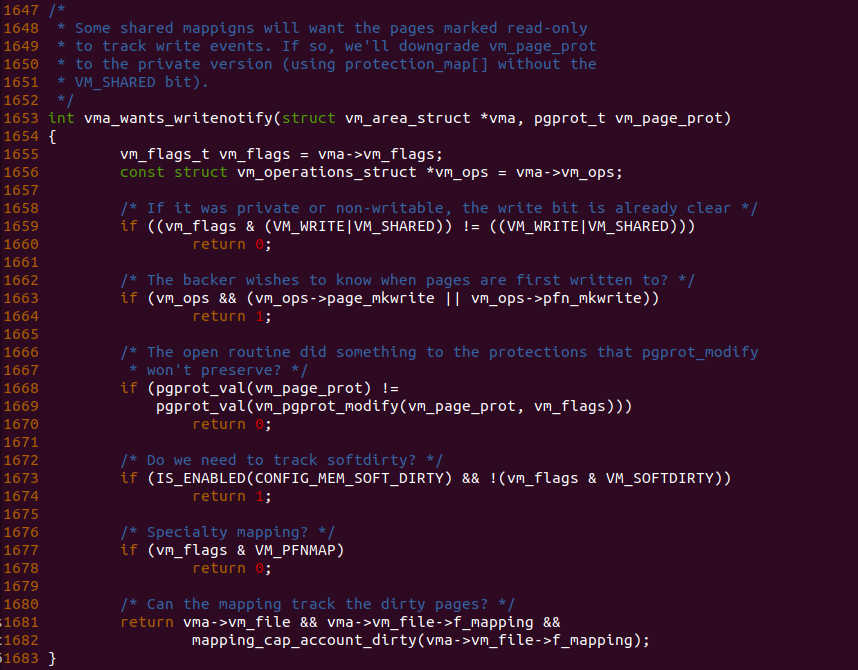 1647 /*
1648  * Some shared mappigns will want the pages marked read-only
1649  * to track write events. If so, we'll downgrade vm_page_prot
1650  * to the private version (using protection_map[] without the
1651  * VM_SHARED bit).
1652  */
1653 int vma_wants_writenotify(struct vm_area_struct *vma, pgprot_t vm_page_prot)
1654 {
1655         vm_flags_t vm_flags = vma->vm_flags;
1656         const struct vm_operations_struct *vm_ops = vma->vm_ops;
1657
1658         /* If it was private or non-writable, the write bit is already clear */
1659         if ((vm_flags & (VM_WRITE|VM_SHARED)) != ((VM_WRITE|VM_SHARED)))
1660                 return 0;
1661
1662         /* The backer wishes to know when pages are first written to? */
1663         if (vm_ops && (vm_ops->page_mkwrite || vm_ops->pfn_mkwrite))
1664                 return 1;
1665
1666         /* The open routine did something to the protections that pgprot_modify
1667          * won't preserve? */
1668         if (pgprot_val(vm_page_prot) !=
1669             pgprot_val(vm_pgprot_modify(vm_page_prot, vm_flags)))
1670                 return 0;
1671
1672         /* Do we need to track softdirty? */
1673         if (IS_ENABLED(CONFIG_MEM_SOFT_DIRTY) && !(vm_flags & VM_SOFTDIRTY))
1674                 return 1;
1675
1676         /* Specialty mapping? */
1677         if (vm_flags & VM_PFNMAP)
1678                 return 0;
1679
1680         /* Can the mapping track the dirty pages? */
1681         return vma->vm_file && vma->vm_file->f_mapping &&
1682                 mapping_cap_account_dirty(vma->vm_file->f_mapping);
1683 }